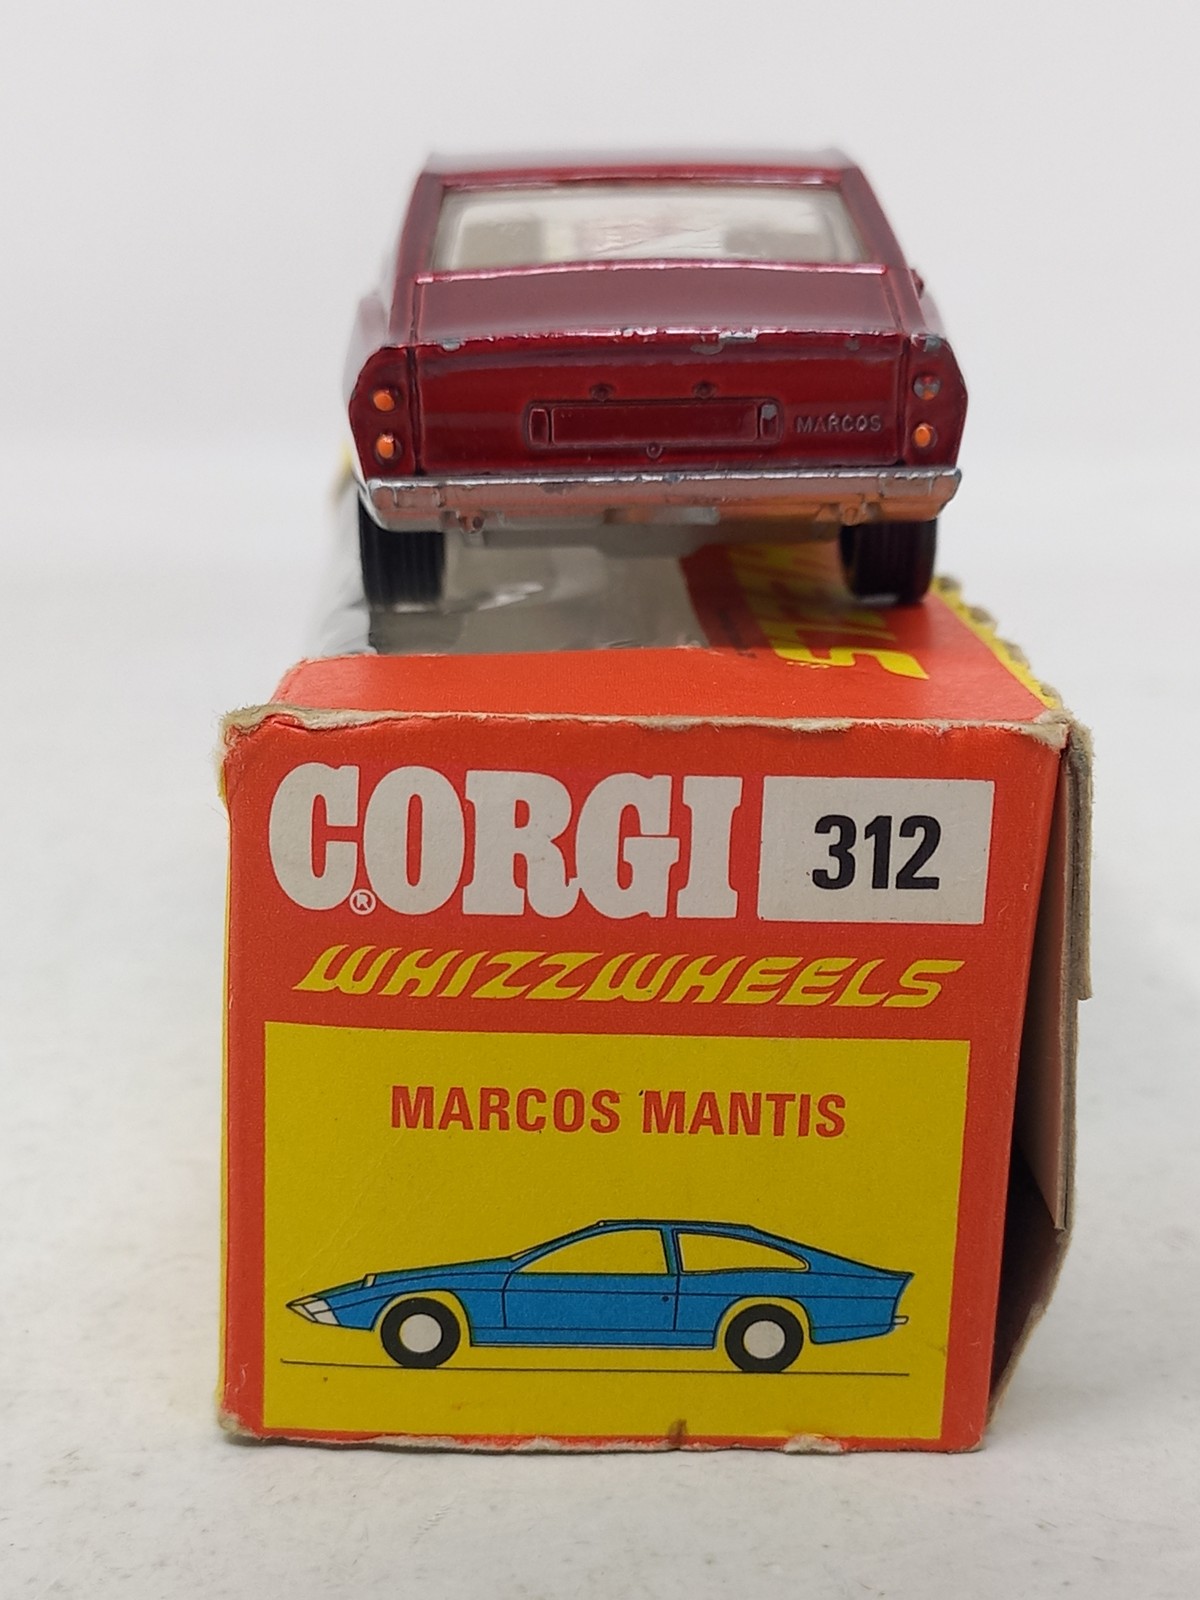 MARCOS
CORGI® 312
WHIZZWHEELS
MARCOS MANTIS